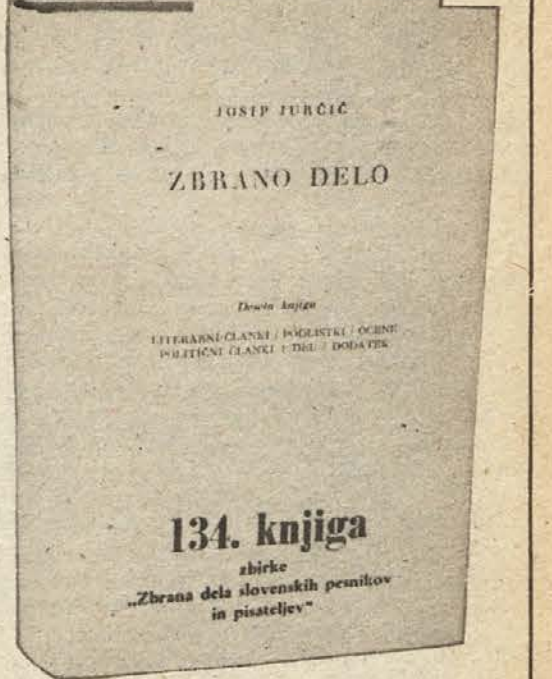 JOSIP JURČIČ
ZBRANO DELO
Deseta knjiga
LITERARNI ČLANKI / PODLISTKI / OCENE
POLITIČNI ČLANKI I. DEL / DODATEK
134. knjiga
zbirke
„Zbrana dela slovenskih pesnikov
in pisateljev“